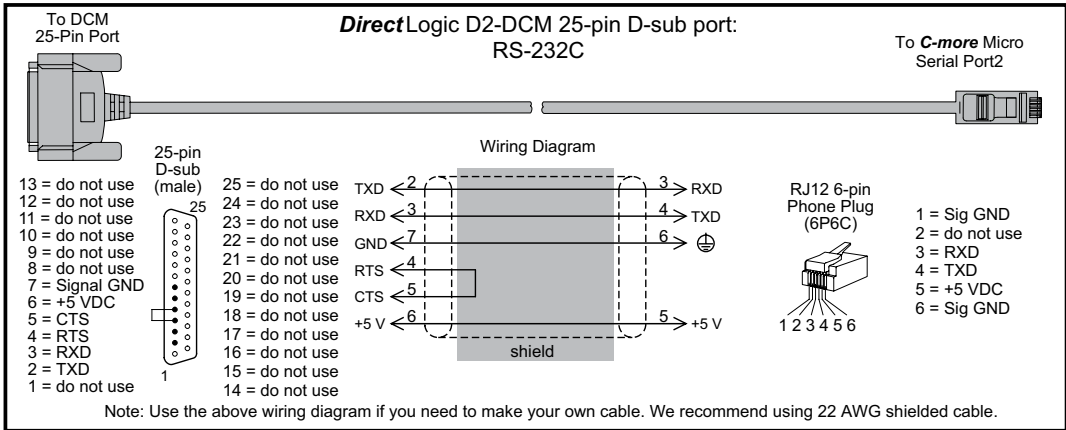 To DCM
25-Pin Port
DirectLogic D2-DCM 25-pin D-sub port:
RS-232C
To C-more Micro
Serial Port2
25-pin
D-sub
(male)
13 = do not use
12 = do not use
11 = do not use
10 = do not use
9 = do not use
8 = do not use
7 = Signal GND
6 = +5 VDC
5 = CTS
4 = RTS
3 = RXD
2 = TXD
1 = do not use
25
1
25 = do not use
24 = do not use
23 = do not use
22 = do not use
21 = do not use
20 = do not use
19 = do not use
18 = do not use
17 = do not use
16 = do not use
15 = do not use
14 = do not use
Wiring Diagram
TXD 2 3 RXD
RXD 3 4 TXD
GND 7 6
RTS 4
CTS 5
+5 V 6 5 +5 V
shield
RJ12 6-pin
Phone Plug
(6P6C)
1 2 3 4 5 6
1 = Sig GND
2 = do not use
3 = RXD
4 = TXD
5 = +5 VDC
6 = Sig GND
Note: Use the above wiring diagram if you need to make your own cable. We recommend using 22 AWG shielded cable.